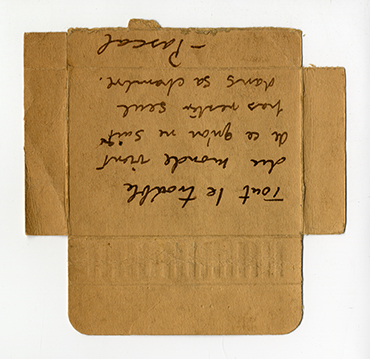 Tout le trouble
du monde vient
de ce qu'on ne sait
pas rester seul
dans sa chambre.
– Pascal